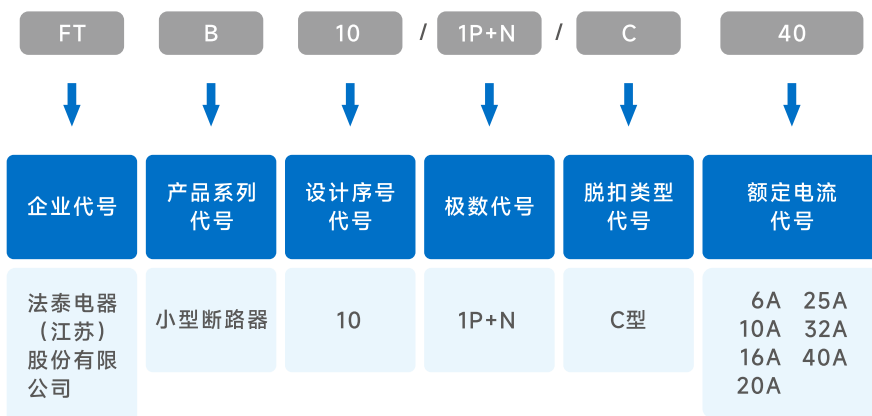 FT B 10 / 1P+N / C 40
企业代号
产品系列
代号
设计序号
代号
极数代号
脱扣类型
代号
额定电流
代号
法泰电器
（江苏）
股份有限
公司
小型断路器
10
1P+N
C型
6A 25A
10A 32A
16A 40A
20A